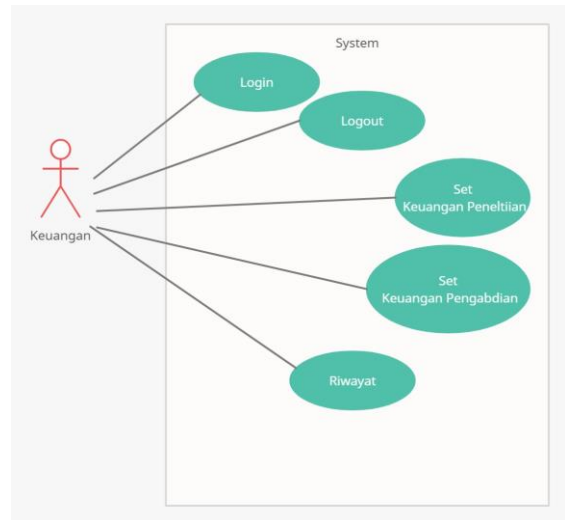 System
Login
Logout
Set
Keuangan Peneltiian
Keuangan
Set
Keuangan Pengabdian
Riwayat